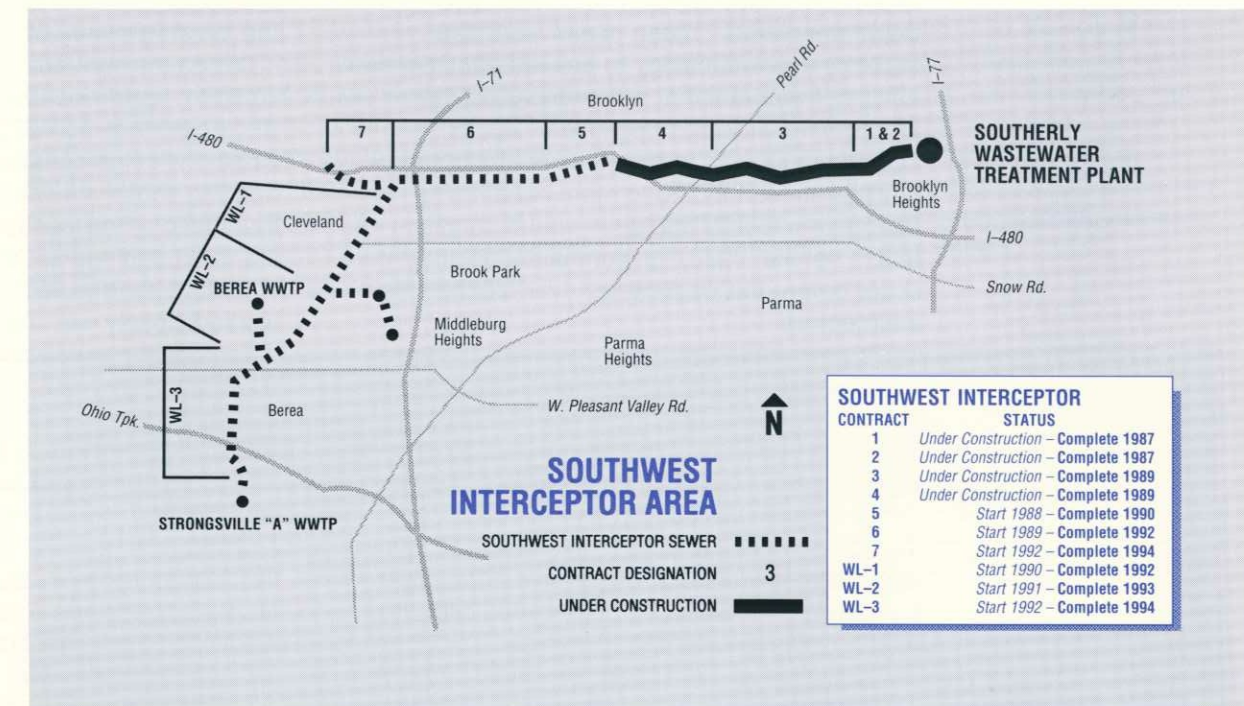 I-71
Pearl Rd.
I-77
Brooklyn
I-480
7 6 5 4 3 1 & 2
SOUTHERLY
WASTEWATER
TREATMENT PLANT
Brooklyn
Heights
WL-1
Cleveland
I-480
WL-2
BEREA WWTP
Brook Park
Snow Rd.
Parma
Middleburg
Heights
Parma
Heights
WL-3
Berea
W. Pleasant Valley Rd.
Ohio Tpk.
N
STRONGSVILLE “A” WWTP
SOUTHWEST
INTERCEPTOR AREA
SOUTHWEST INTERCEPTOR SEWER
CONTRACT DESIGNATION 3
UNDER CONSTRUCTION
SOUTHWEST INTERCEPTOR
CONTRACT STATUS
1 Under Construction – Complete 1987
2 Under Construction – Complete 1987
3 Under Construction – Complete 1989
4 Under Construction – Complete 1989
5 Start 1988 – Complete 1990
6 Start 1989 – Complete 1992
7 Start 1992 – Complete 1994
WL-1 Start 1990 – Complete 1992
WL-2 Start 1991 – Complete 1993
WL-3 Start 1992 – Complete 1994